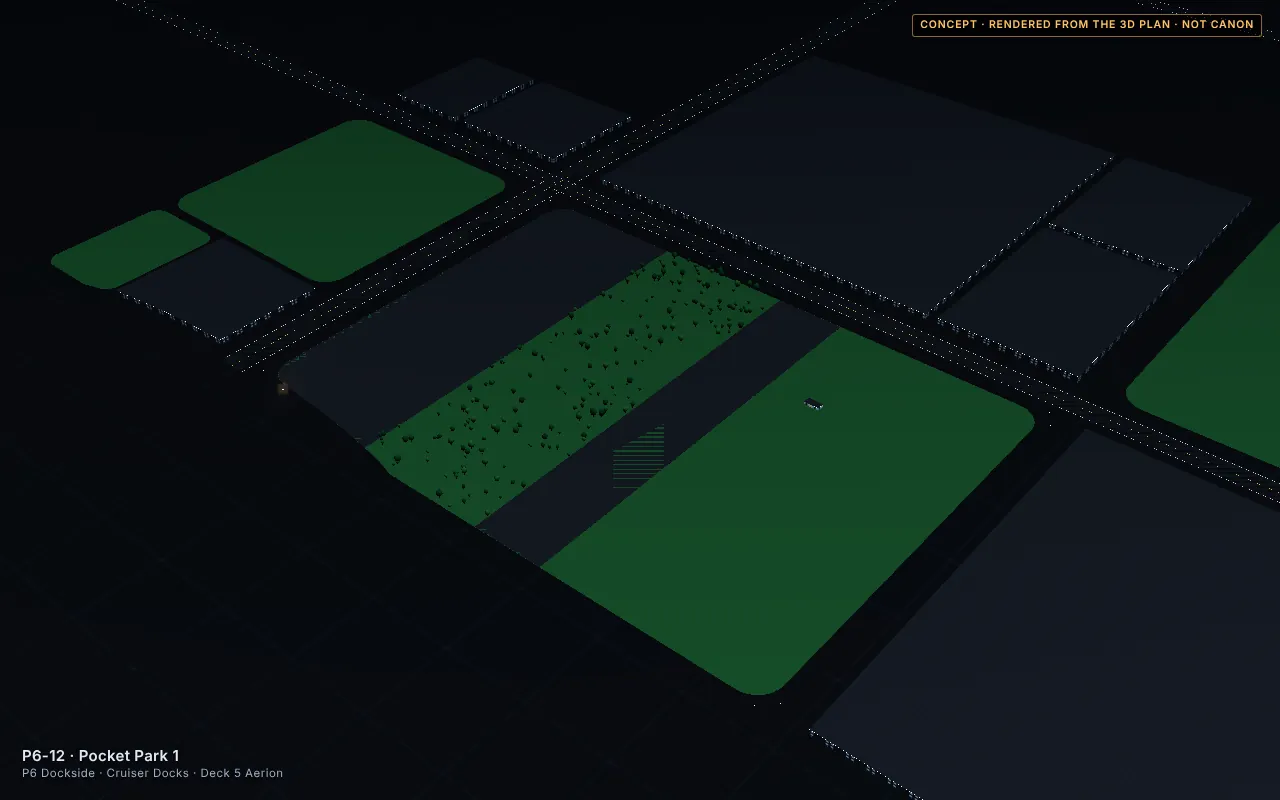 CONCEPT · RENDERED FROM THE 3D PLAN · NOT CANON
P6-12 · Pocket Park 1
P6 Dockside · Cruiser Docks · Deck 5 Aerion